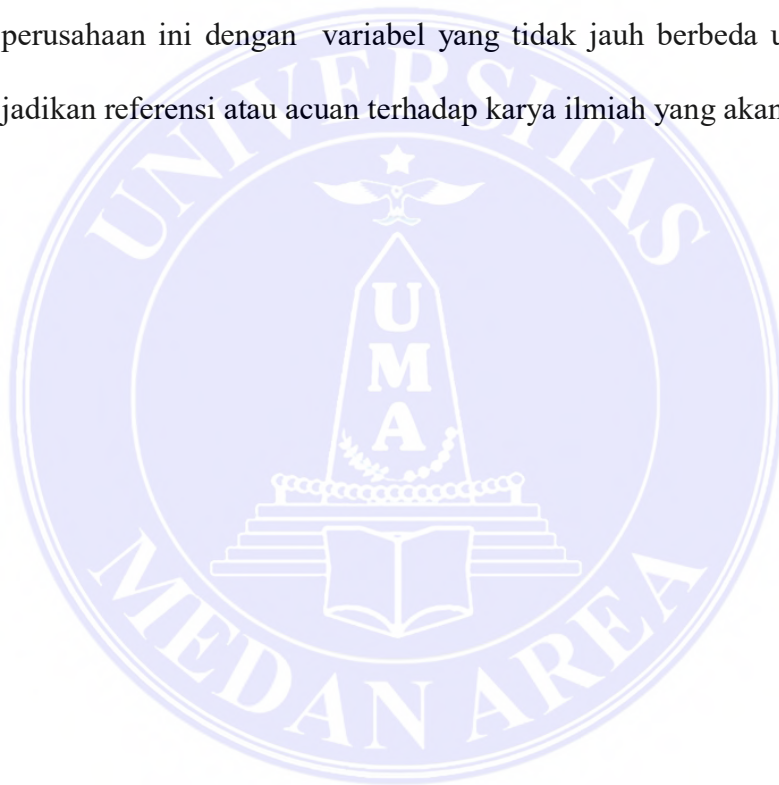 perusahaan ini dengan variabel yang tidak jauh berbeda u
jadikan referensi atau acuan terhadap karya ilmiah yang akan
UNIVERSITAS
UMA
MEDAN AREA